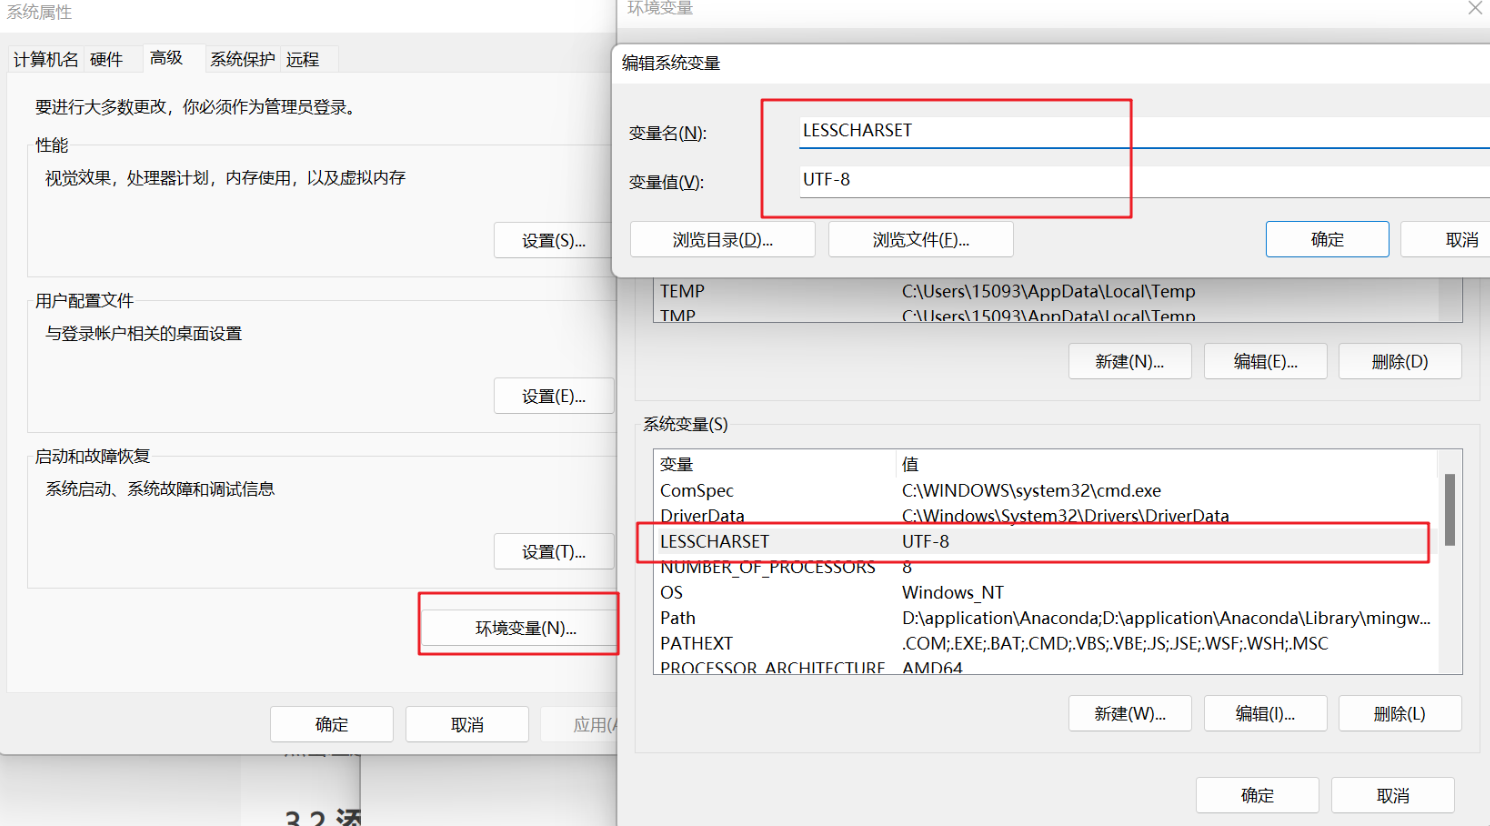 系统属性
计算机名 硬件 高级 系统保护 远程
要进行大多数更改，你必须作为管理员登录。
性能
视觉效果，处理器计划，内存使用，以及虚拟内存
设置(S)...
用户配置文件
与登录帐户相关的桌面设置
设置(E)...
启动和故障恢复
系统启动、系统故障和调试信息
设置(T)...
环境变量(N)...
确定 取消 应用(A
3.2 添
环境变量
编辑系统变量
变量名(N): LESSCHARSET
变量值(V): UTF-8
浏览目录(D)... 浏览文件(F)... 确定 取消
TEMP C:\Users\15093\AppData\Local\Temp
TMP C:\Users\15093\AppData\Local\Temp
新建(N)... 编辑(E)... 删除(D)
系统变量(S)
变量 值
ComSpec C:\WINDOWS\system32\cmd.exe
DriverData C:\Windows\System32\Drivers\DriverData
LESSCHARSET UTF-8
NUMBER_OF_PROCESSORS 8
OS Windows_NT
Path D:\application\Anaconda;D:\application\Anaconda\Library\mingw...
PATHEXT .COM;.EXE;.BAT;.CMD;.VBS;.VBE;.JS;.JSE;.WSF;.WSH;.MSC
PROCESSOR_ARCHITECTURE AMD64
新建(W)... 编辑(I)... 删除(L)
确定 取消